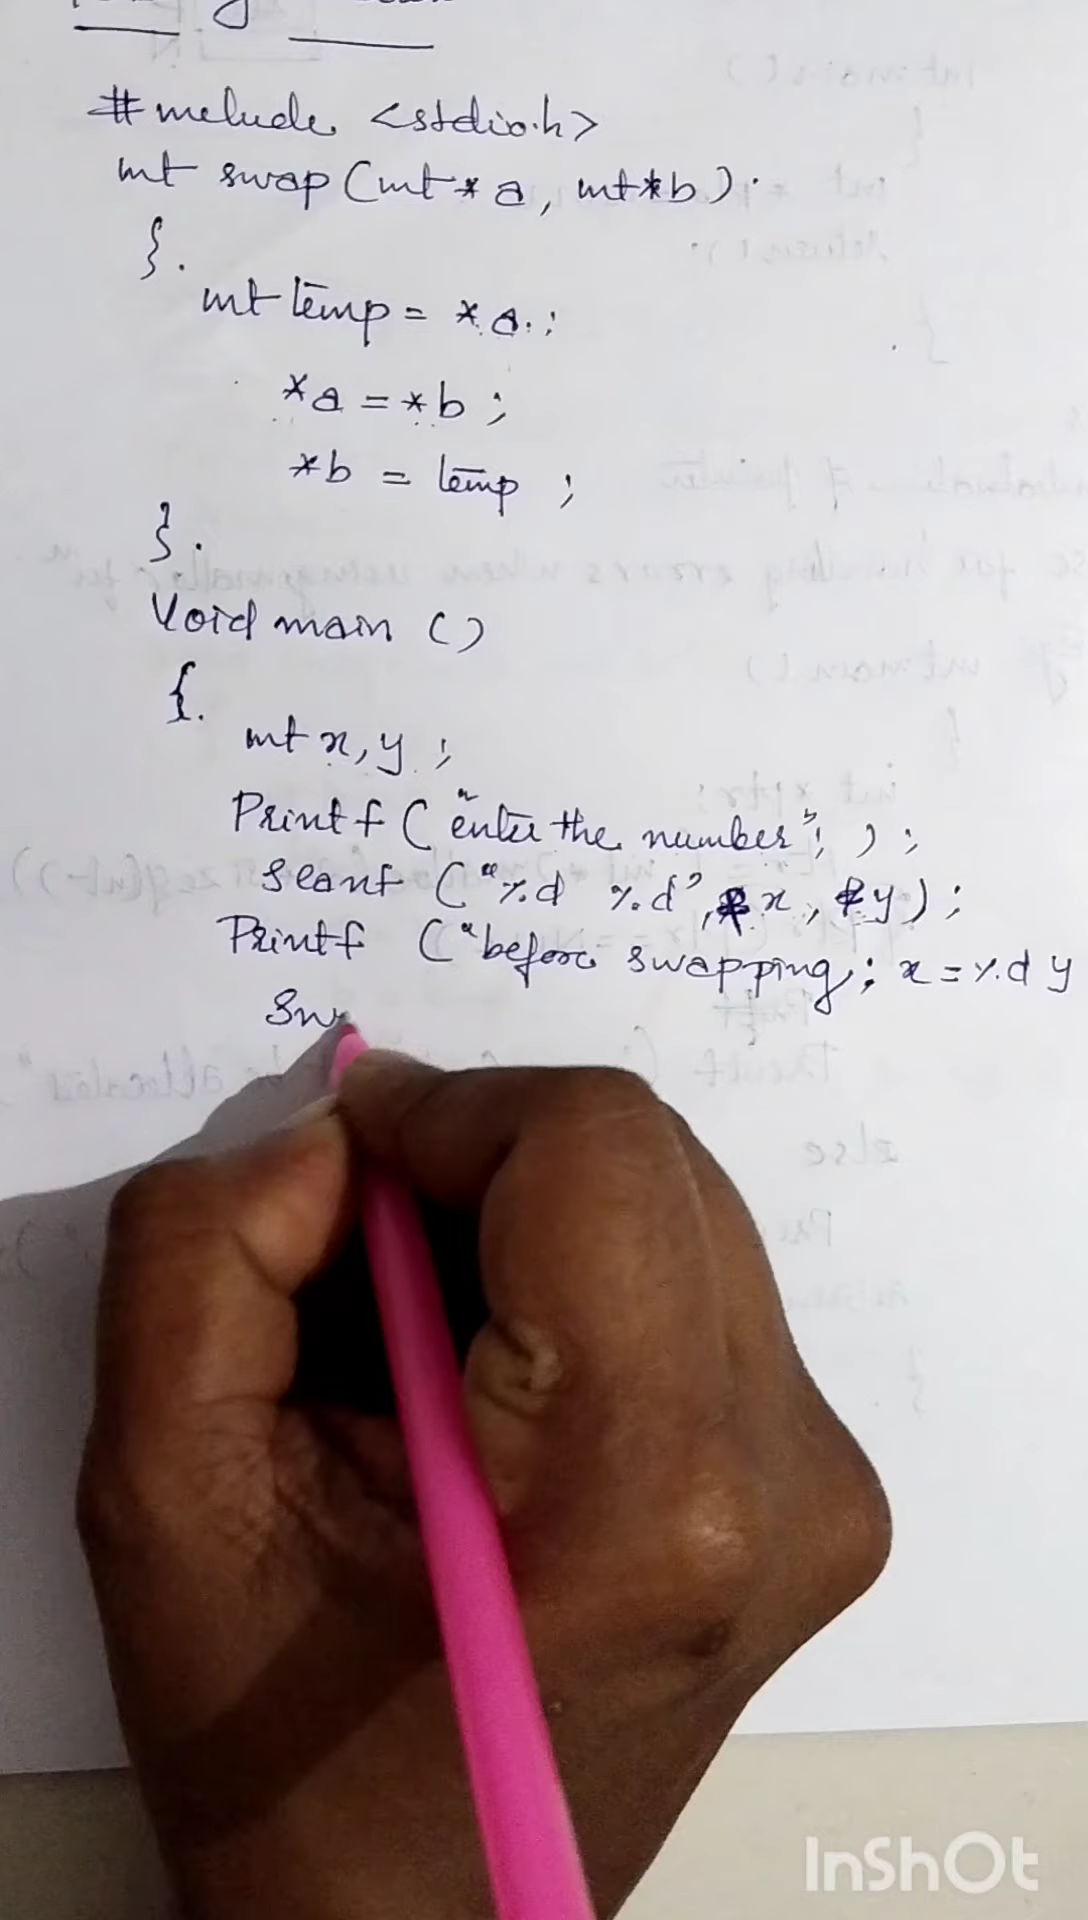 #include <stdio.h>
int swap (int * a, int *b)
}
int temp = *a ;
*a = *b ;
*b = temp ;
}
Void main ()
{
int x, y ;
Printf ("enter the number" ; ) ;
Scanf ("%d %d", & x, & y) ;
Printf ("before swapping ; x = %d y
Sw
InShOt